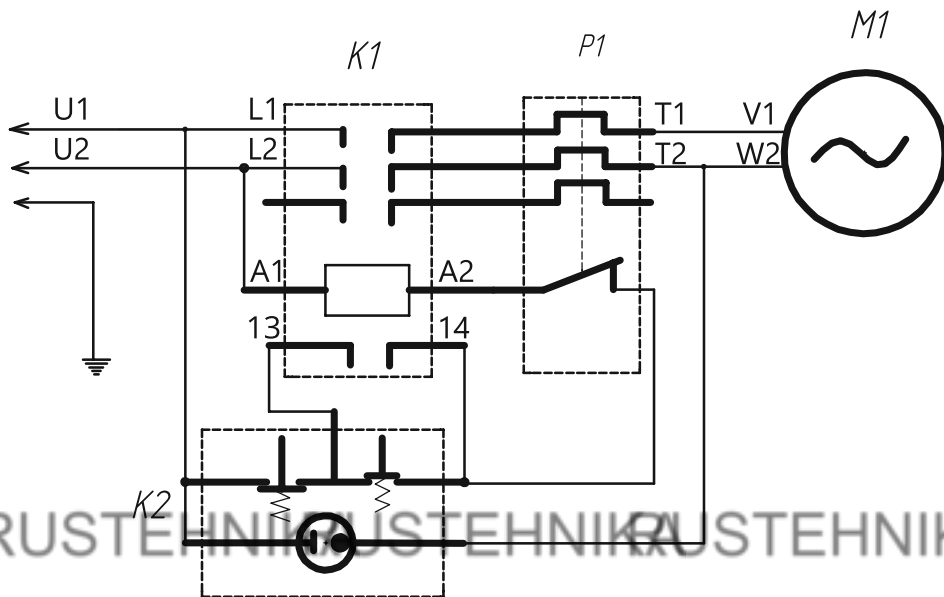 M1
K1 P1
U1 L1 T1 V1
U2 L2 T2 W2
A1 A2
13 14
K2
RUSTEHNIKA RUSTEHNIKA RUSTEHNIK